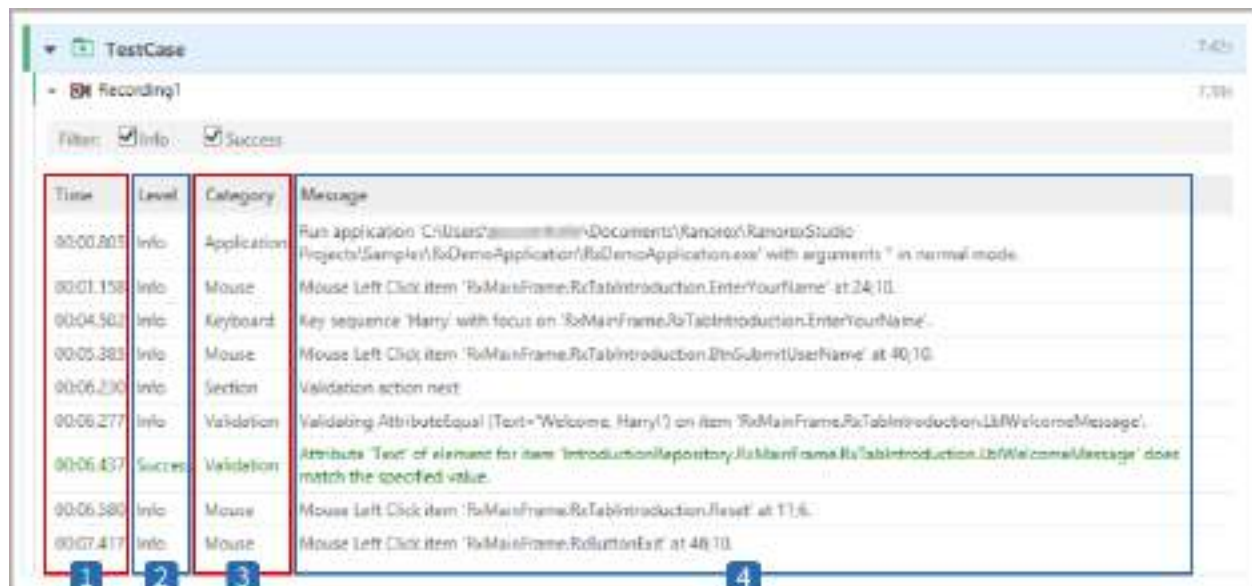 TestCase 7.42s
Recording1
Filter: Info Success
Time Level Category Message
00:00.805 Info Application Run application 'C:\Users\ \Documents\Ranorex\RanorexStudio
Projects\Samples\RxDemoApplication\RxDemoApplication.exe' with arguments '' in normal mode.
00:01.158 Info Mouse Mouse Left Click item 'RxMainFrame.RxTabIntroduction.EnterYourName' at 24;10.
00:04.502 Info Keyboard Key sequence 'Harry' with focus on 'RxMainFrame.RxTabIntroduction.EnterYourName'.
00:05.383 Info Mouse Mouse Left Click item 'RxMainFrame.RxTabIntroduction.BtnSubmitUserName' at 40;10.
00:06.230 Info Section Validation action next
00:06.277 Info Validation Validating AttributeEqual (Text='Welcome, Harry!') on item 'RxMainFrame.RxTabIntroduction.LblWelcomeMessage'.
00:06.437 Success Validation Attribute 'Text' of element for item 'IntroductionRepository.RxMainFrame.RxTabIntroduction.LblWelcomeMessage' does
match the specified value.
00:06.580 Info Mouse Mouse Left Click item 'RxMainFrame.RxTabIntroduction.Reset' at 11;6.
00:07.417 Info Mouse Mouse Left Click item 'RxMainFrame.RxButtonExit' at 48;10.
1 2 3 4